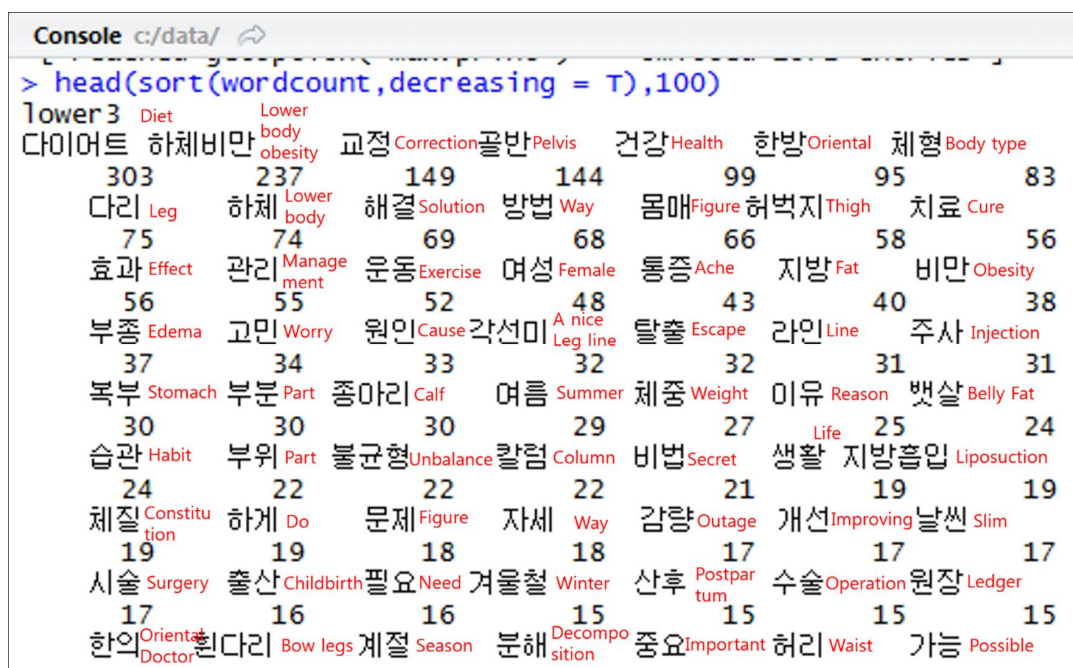 Console c:/data/
> head(sort(wordcount,decreasing = T),100)
lower3 Diet Lower body obesity
다이어트 하체비만 교정 Correction 골반 Pelvis 건강 Health 한방 Oriental 체형 Body type
303 237 149 144 99 95 83
다리 Leg 하체 Lower body 해결 Solution 방법 Way 몸매 Figure 허벅지 Thigh 치료 Cure
75 74 69 68 66 58 56
효과 Effect 관리 Management 운동 Exercise 여성 Female 통증 Ache 지방 Fat 비만 Obesity
56 55 52 48 43 40 38
부종 Edema 고민 Worry 원인 Cause 각선미 A nice Leg line 탈출 Escape 라인 Line 주사 Injection
37 34 33 32 32 31 31
복부 Stomach 부분 Part 종아리 Calf 여름 Summer 체중 Weight 이유 Reason 뱃살 Belly Fat
30 30 30 29 27 25 24
습관 Habit 부위 Part 불균형 Unbalance 칼럼 Column 비법 Secret 생활 Life 지방흡입 Liposuction
24 22 22 22 21 19 19
체질 Constitution 하게 Do 문제 Figure 자세 Way 감량 Outage 개선 Improving 날씬 Slim
19 19 18 18 17 17 17
시술 Surgery 출산 Childbirth 필요 Need 겨울철 Winter 산후 Postpartum 수술 Operation 원장 Ledger
17 16 16 15 15 15 15
한의 Oriental Doctor 휜다리 Bow legs 계절 Season 분해 Decomposition 중요 Important 허리 Waist 가능 Possible